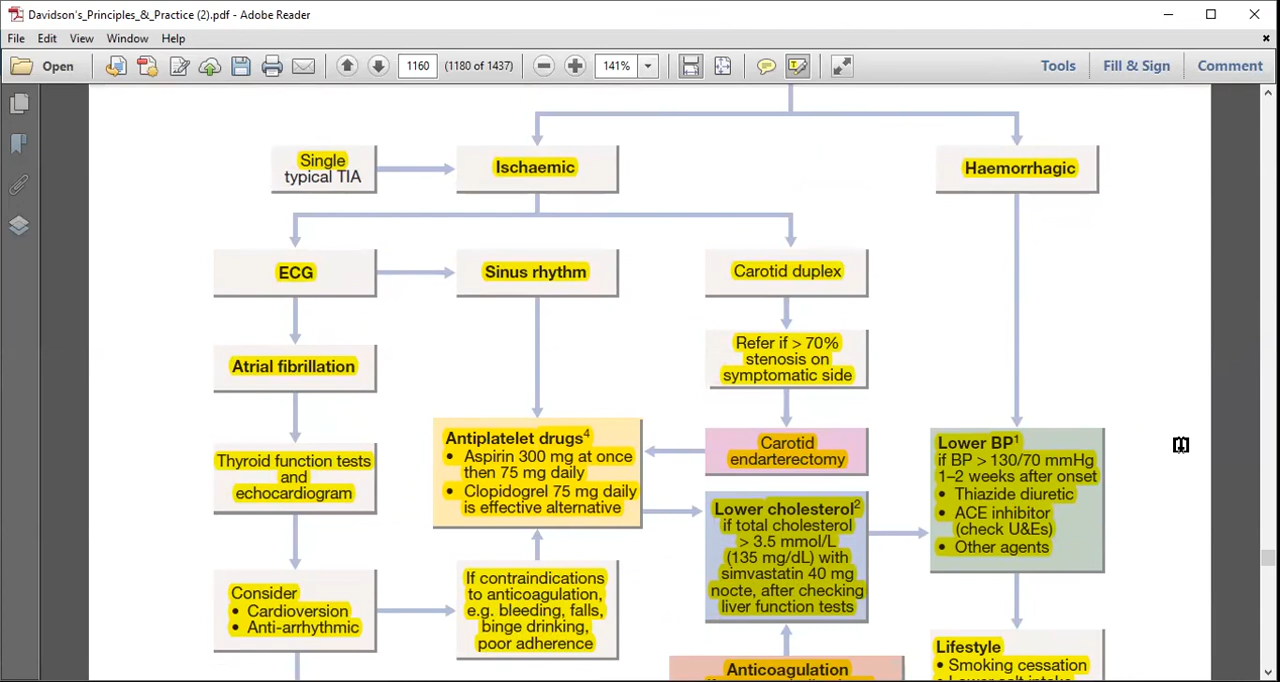 Davidson's_Principles_&_Practice (2).pdf - Adobe Reader
File Edit View Window Help
Open 1160 (1180 of 1437) 141% Tools Fill & Sign Comment
Single
typical TIA
Ischaemic
Haemorrhagic
ECG
Sinus rhythm
Carotid duplex
Refer if > 70%
stenosis on
symptomatic side
Atrial fibrillation
Thyroid function tests
and
echocardiogram
Antiplatelet drugs4
• Aspirin 300 mg at once
then 75 mg daily
• Clopidogrel 75 mg daily
is effective alternative
Carotid
endarterectomy
Lower BP1
if BP > 130/70 mmHg
1–2 weeks after onset
• Thiazide diuretic
• ACE inhibitor
(check U&Es)
• Other agents
Lower cholesterol2
if total cholesterol
> 3.5 mmol/L
(135 mg/dL) with
simvastatin 40 mg
nocte, after checking
liver function tests
Consider
• Cardioversion
• Anti-arrhythmic
If contraindications
to anticoagulation,
e.g. bleeding, falls,
binge drinking,
poor adherence
Anticoagulation
Lifestyle
• Smoking cessation
• Lower salt intake